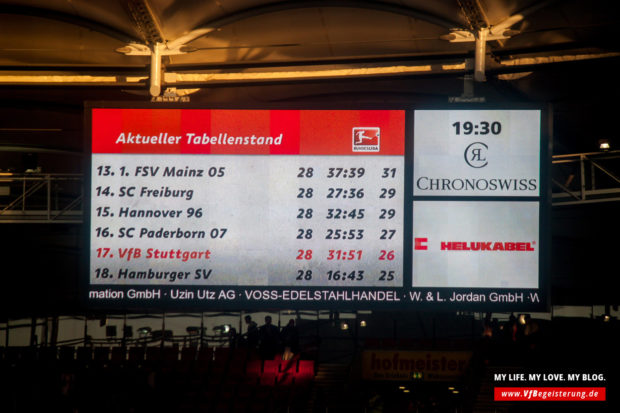 Aktueller Tabellenstand
BUNDESLIGA
13. 1. FSV Mainz 05 28 37:39 31
14. SC Freiburg 28 27:36 29
15. Hannover 96 28 32:45 29
16. SC Paderborn 07 28 25:53 27
17. VfB Stuttgart 28 31:51 26
18. Hamburger SV 28 16:43 25
19:30
CHRONOSWISS
HELUKABEL
mation GmbH · Uzin Utz AG · VOSS-EDELSTAHLHANDEL · W. & L. Jordan GmbH · W
hofmeister
MY LIFE. MY LOVE. MY BLOG.
www.VfBegeisterung.de